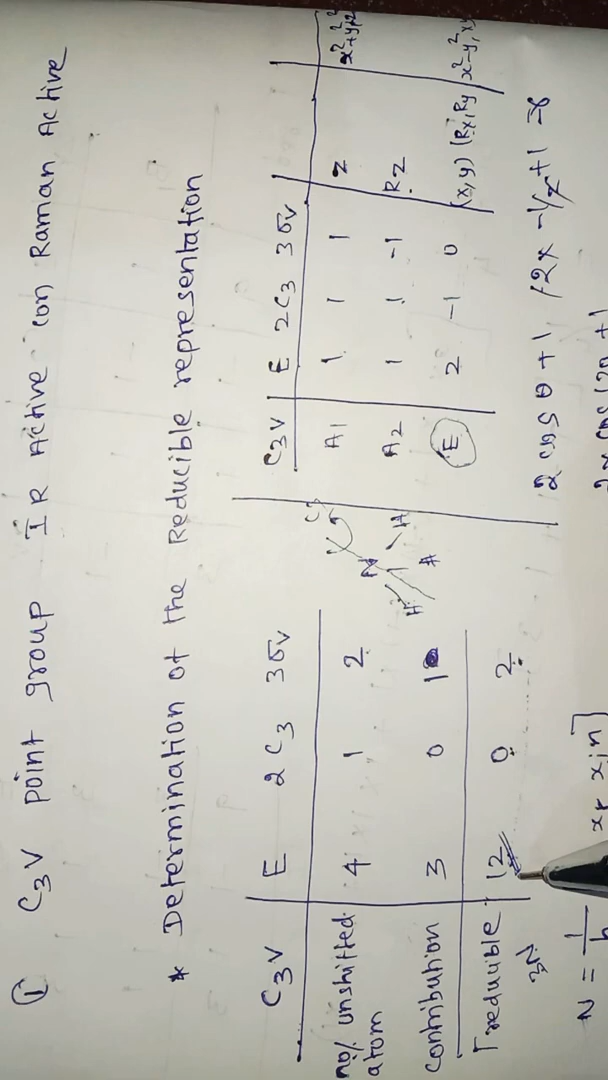 ① C3V point group IR Active (or) Raman Active
* Determination of the Reducible representation
C3V | E 2C3 3σv
no/. unshifted atom | 4 1 2
contribution | 3 0 1
Γreducible | 12 0 2
3N
C3
N
H H H
C3V | E 2C3 3σv
A1 | 1 1 1 | z | x²+y², z²
A2 | 1 1 -1 | Rz
E | 2 -1 0 | (x,y) (Rx, Ry) | x²-y², xy
2 cos θ + 1
N = 1/h